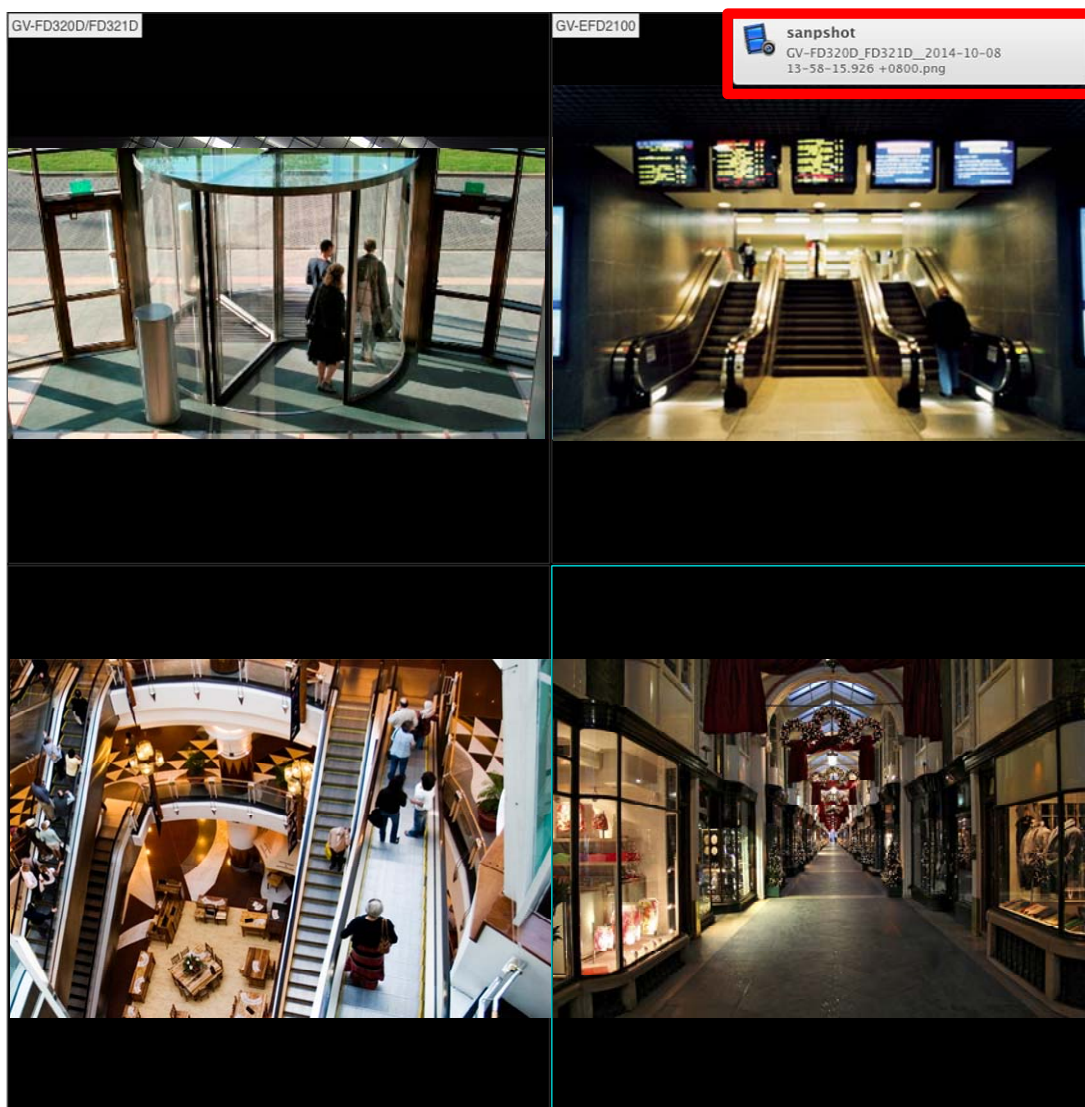 GV-FD320D/FD321D
GV-EFD2100
sanpshot
GV-FD320D_FD321D__2014-10-08
13-58-15.926 +0800.png